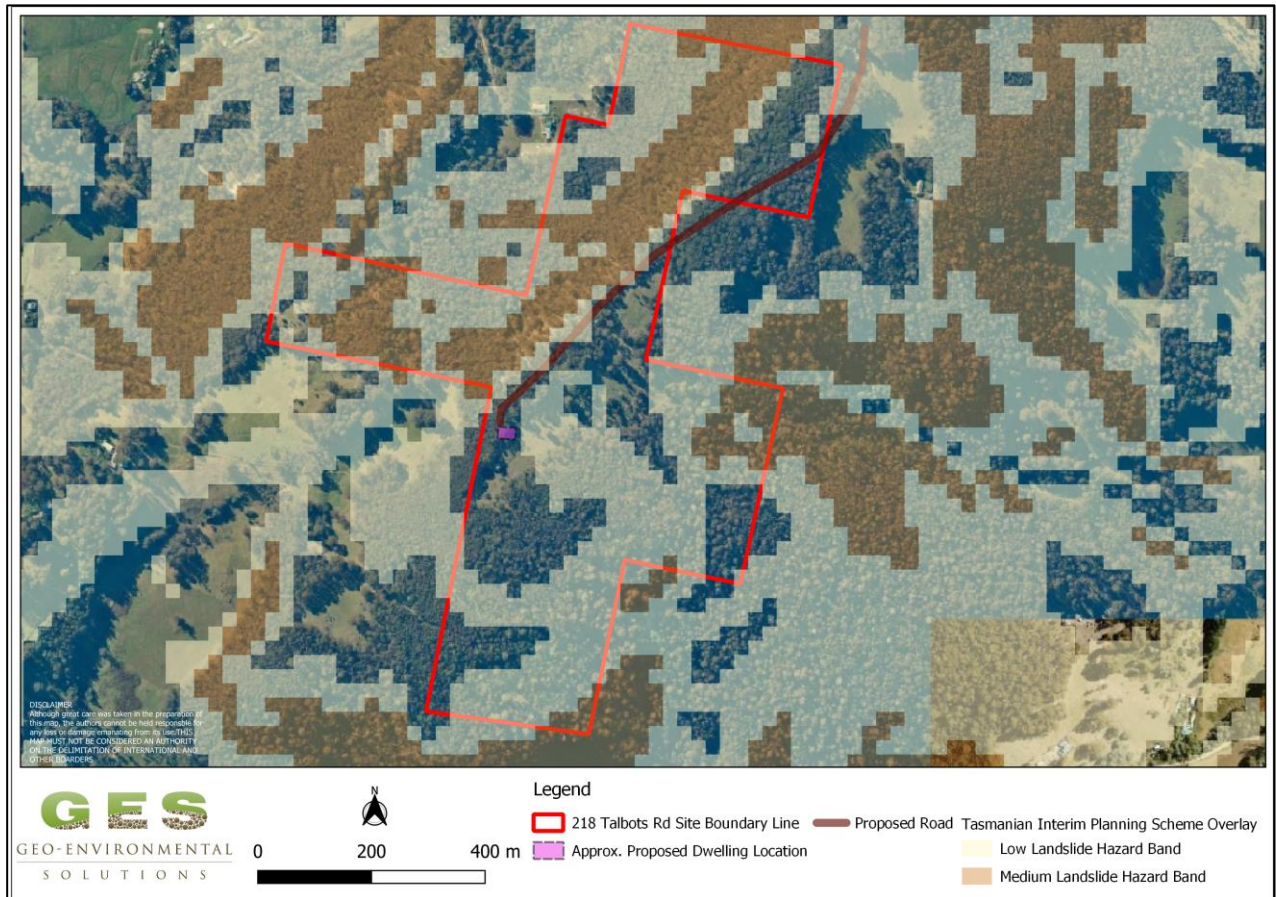 DISCLAIMER
Although great care was taken in the preparation of
this map, the authors cannot be held responsible for
any loss or damage emanating from its use.THIS
MAP MUST NOT BE CONSIDERED AN AUTHORITY
ON THE DELIMITATION OF INTERNATIONAL AND
OTHER BOARDERS
GES
GEO-ENVIRONMENTAL
SOLUTIONS
N
0 200 400 m
Legend
218 Talbots Rd Site Boundary Line
Approx. Proposed Dwelling Location
Proposed Road
Tasmanian Interim Planning Scheme Overlay
Low Landslide Hazard Band
Medium Landslide Hazard Band